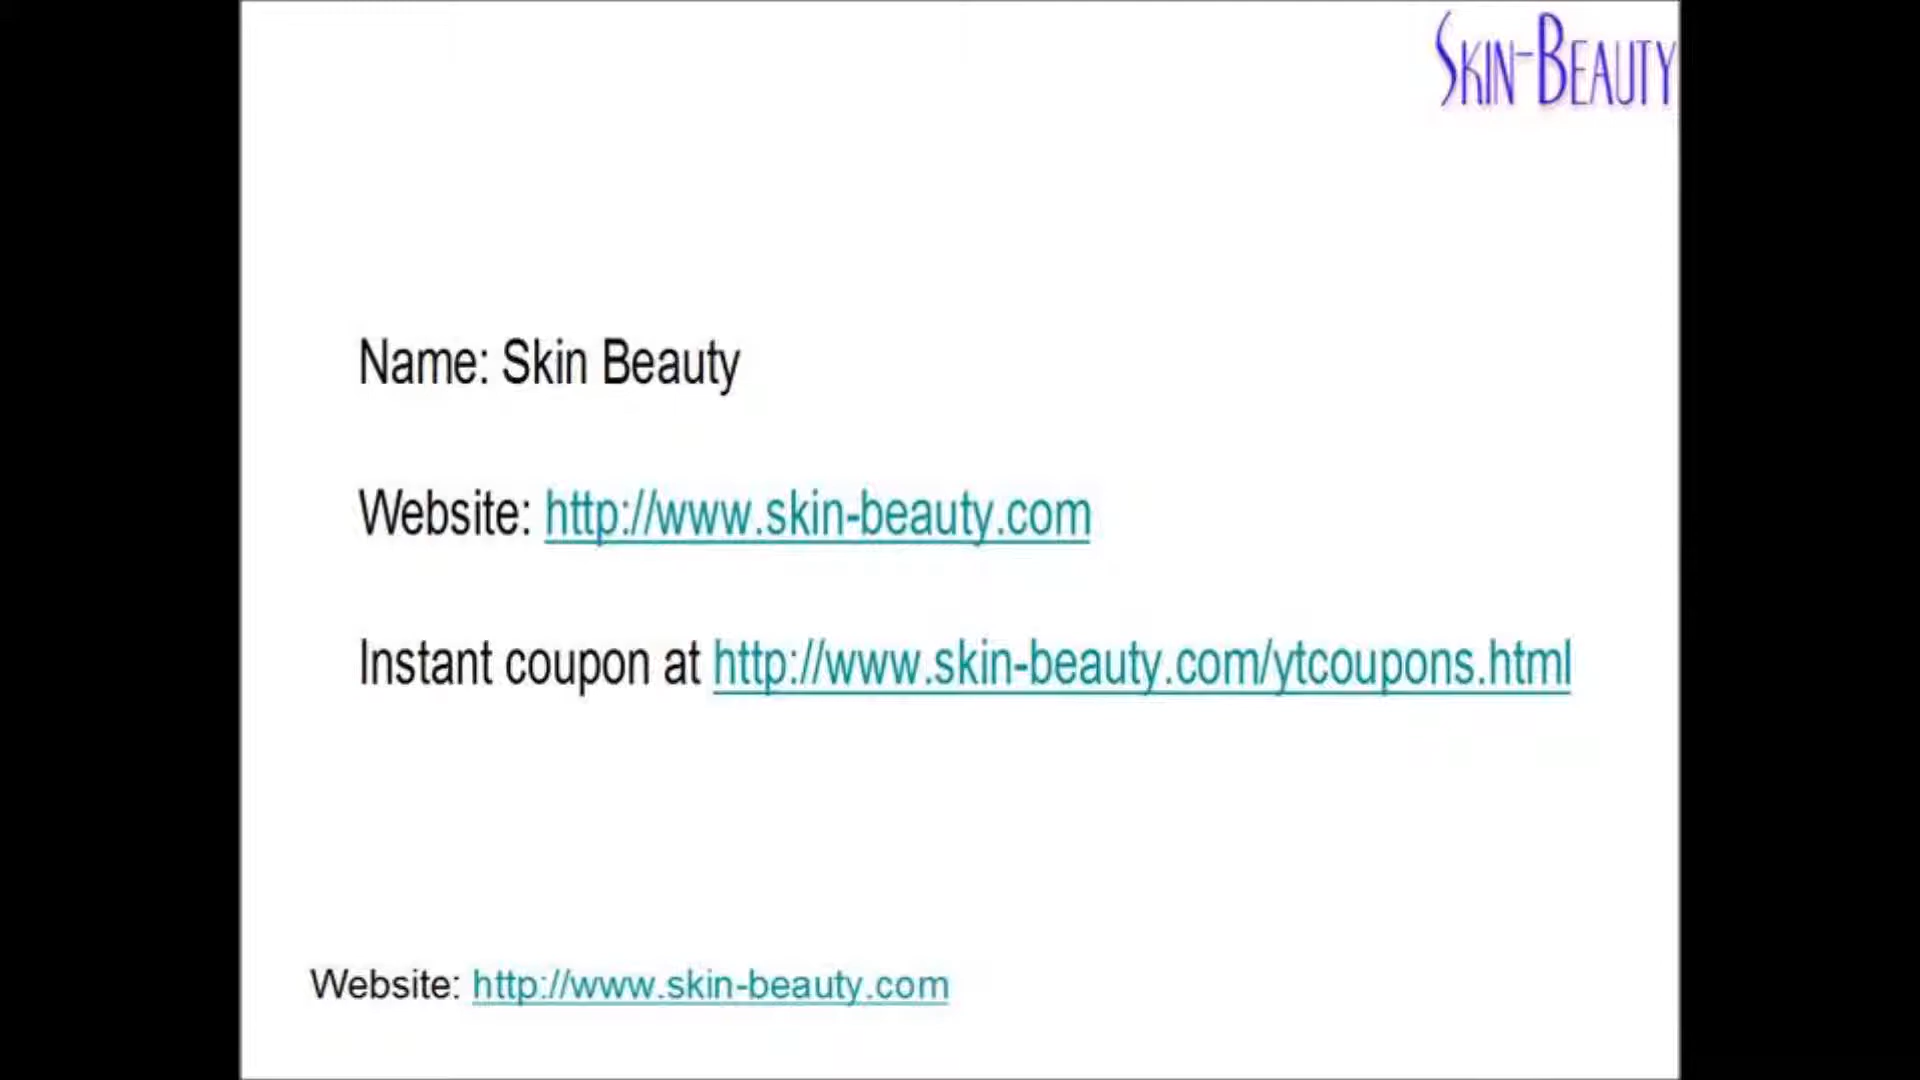 SKIN-BEAUTY
Name: Skin Beauty
Website: http://www.skin-beauty.com
Instant coupon at http://www.skin-beauty.com/ytcoupons.html
Website: http://www.skin-beauty.com